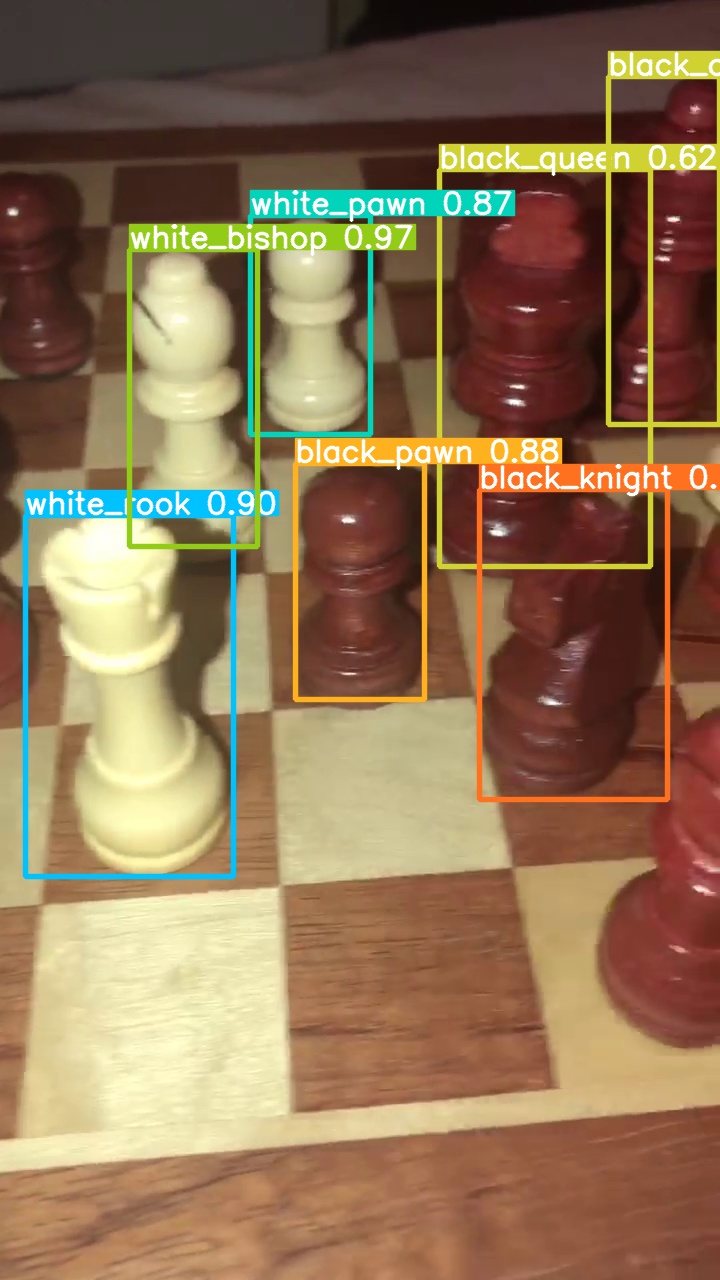 black_
black_queen 0.62
white_pawn 0.87
white_bishop 0.97
black_pawn 0.88
black_knight 0.
white_rook 0.90